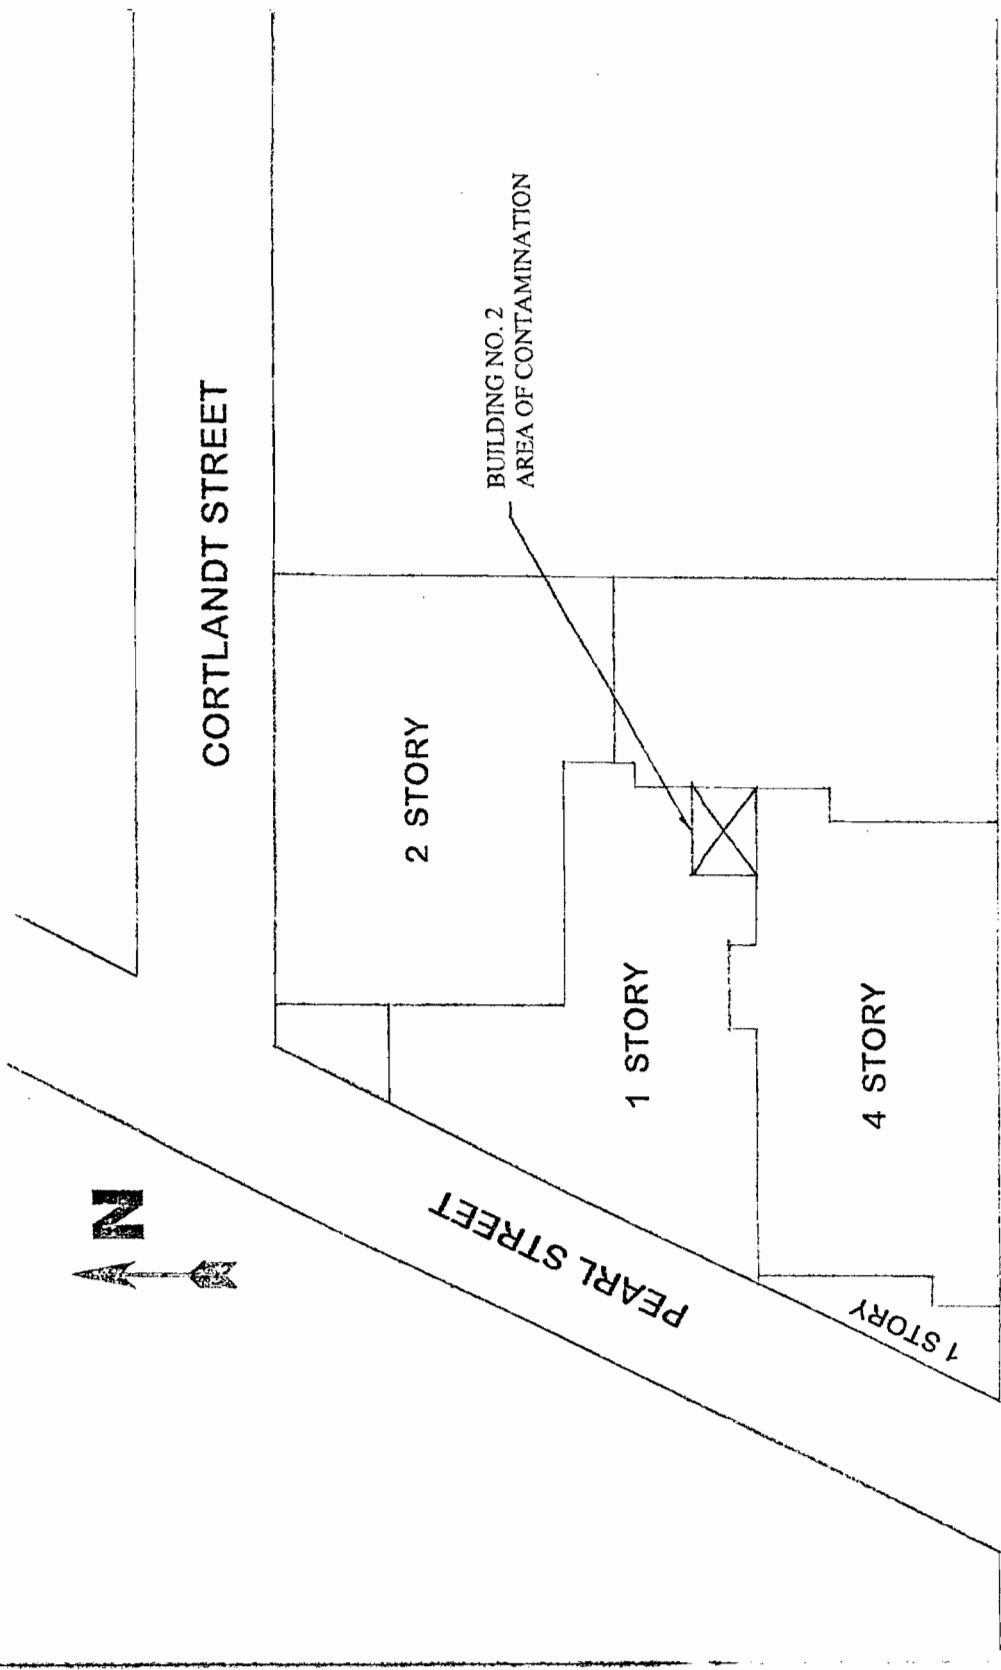 CORTLANDT STREET
BUILDING NO. 2
AREA OF CONTAMINATION
2 STORY
N
PEARL STREET
1 STORY
4 STORY
1 STORY